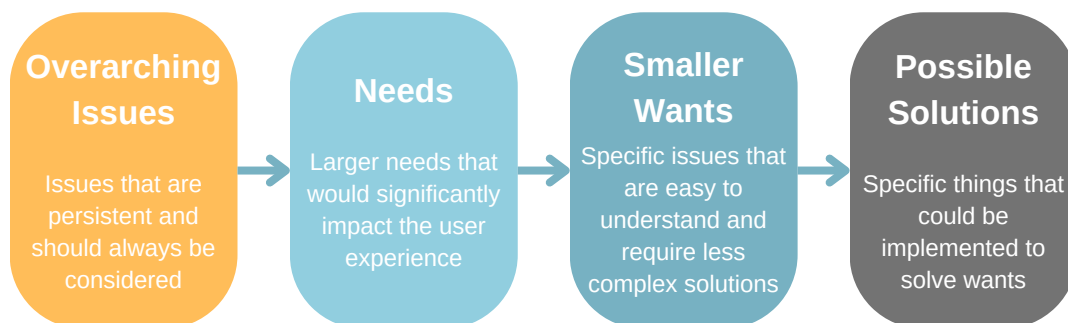 Overarching
Issues
Issues that are
persistent and
should always be
considered
Needs
Larger needs that
would significantly
impact the user
experience
Smaller
Wants
Specific issues that
are easy to
understand and
require less
complex solutions
Possible
Solutions
Specific things that
could be
implemented to
solve wants